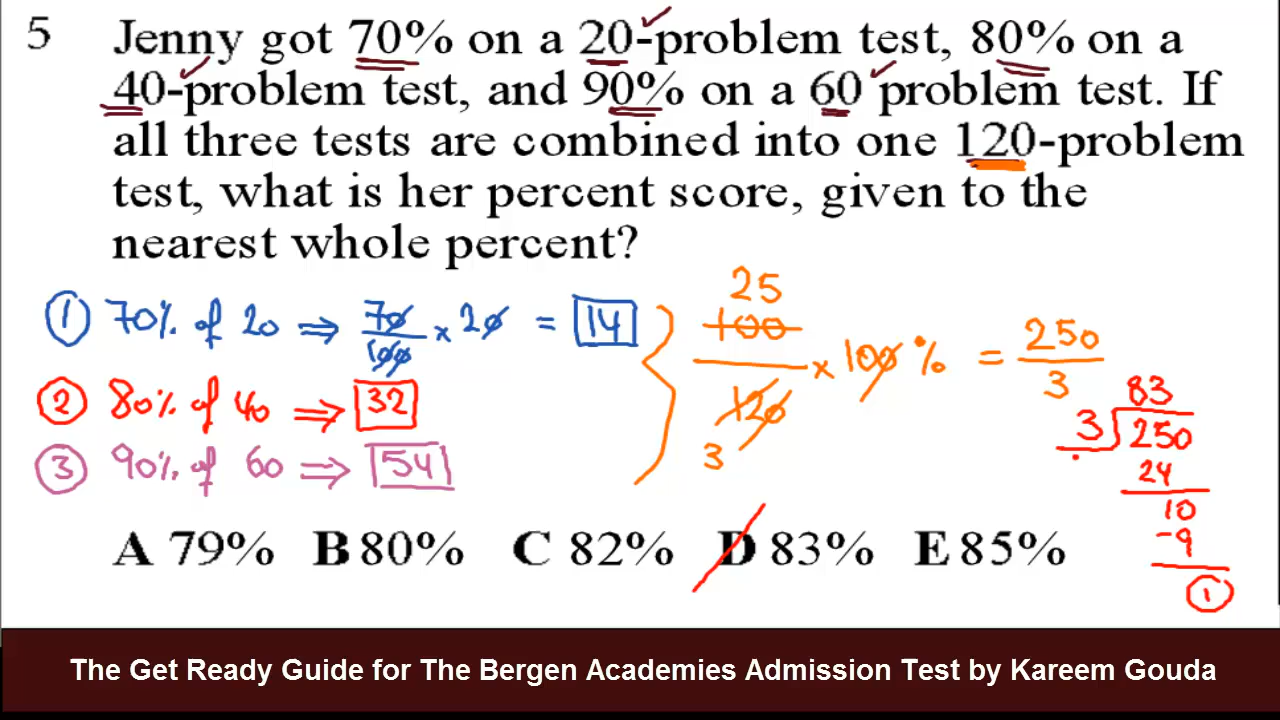 5 Jenny got 70% on a 20-problem test, 80% on a
40-problem test, and 90% on a 60 problem test. If
all three tests are combined into one 120-problem
test, what is her percent score, given to the
nearest whole percent?
① 70% of 20 ⇒ 70/100 × 20 = 14
② 80% of 40 ⇒ 32
③ 90% of 60 ⇒ 54
25
100
120
3
× 100 % = 250/3
83
3 250
24
10
-9
1
A 79% B 80% C 82% D 83% E 85%
The Get Ready Guide for The Bergen Academies Admission Test by Kareem Gouda